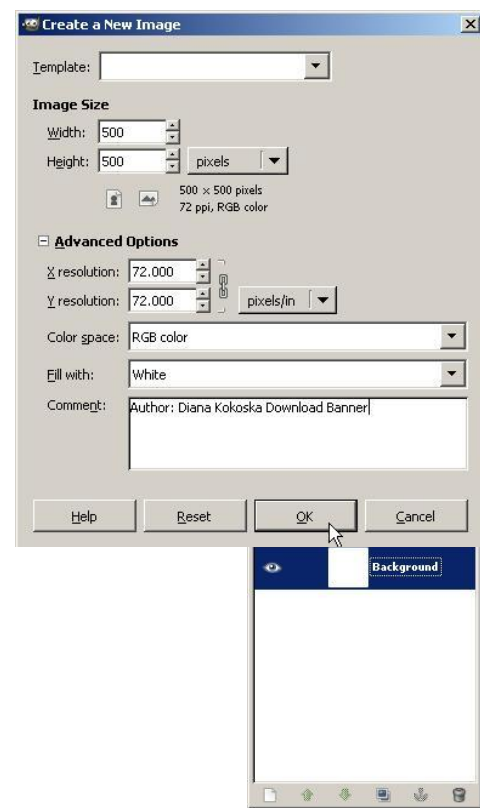 Create a New Image
Template:
Image Size
Width: 500
Height: 500 pixels
500 × 500 pixels
72 ppi, RGB color
Advanced Options
X resolution: 72.000
Y resolution: 72.000 pixels/in
Color space: RGB color
Fill with: White
Comment: Author: Diana Kokoska Download Banner
Help Reset OK Cancel
Background